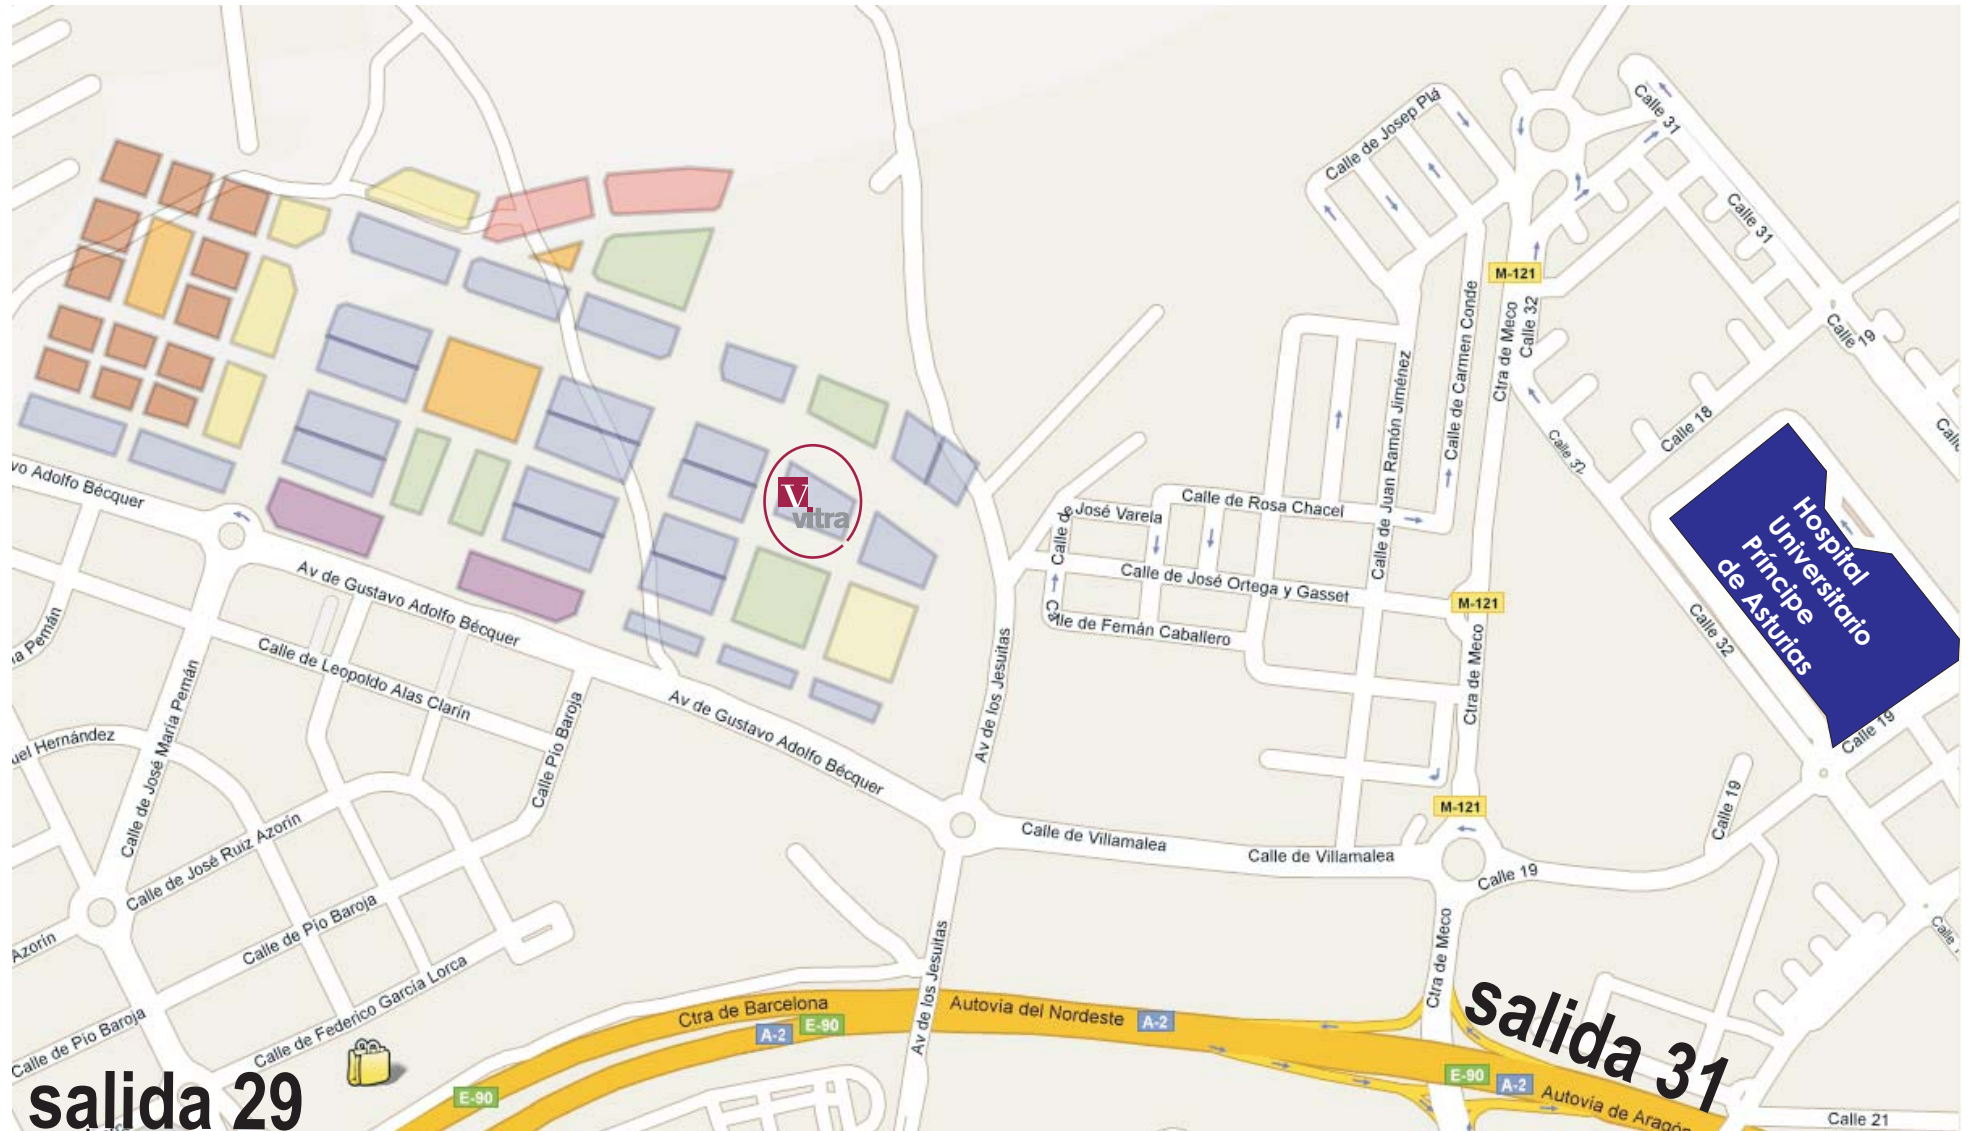 Calle de Josep Plá
Calle 31
Calle 31
M-121
Calle 32
Ctra de Meco
Calle de Carmen Conde
Calle de Juan Ramón Jiménez
Calle 19
Calle 18
Calle 32
Hospital
Universitario
Príncipe
de Asturias
Calle 32
Calle 19
vo Adolfo Bécquer
V
vitra
Calle de José Varela
Calle de Rosa Chacel
Calle de José Ortega y Gasset
Calle de Fernán Caballero
M-121
Ctra de Meco
Av de Gustavo Adolfo Bécquer
Calle de Leopoldo Alas Clarín
ía Pemán
Calle de José María Pemán
Av de Gustavo Adolfo Bécquer
Av de los Jesuitas
Calle Pío Baroja
uel Hernández
Calle de José Ruiz Azorín
M-121
Calle de Villamalea
Calle de Villamalea
Calle 19
Calle 19
Azorín
Calle de Pío Baroja
Calle de Federico García Lorca
Calle de Pío Baroja
Av de los Jesuitas
Ctra de Meco
Ctra de Barcelona
A-2
E-90
Autovia del Nordeste
A-2
salida 31
E-90
A-2
Autovia de Aragón
Calle 21
E-90
salida 29